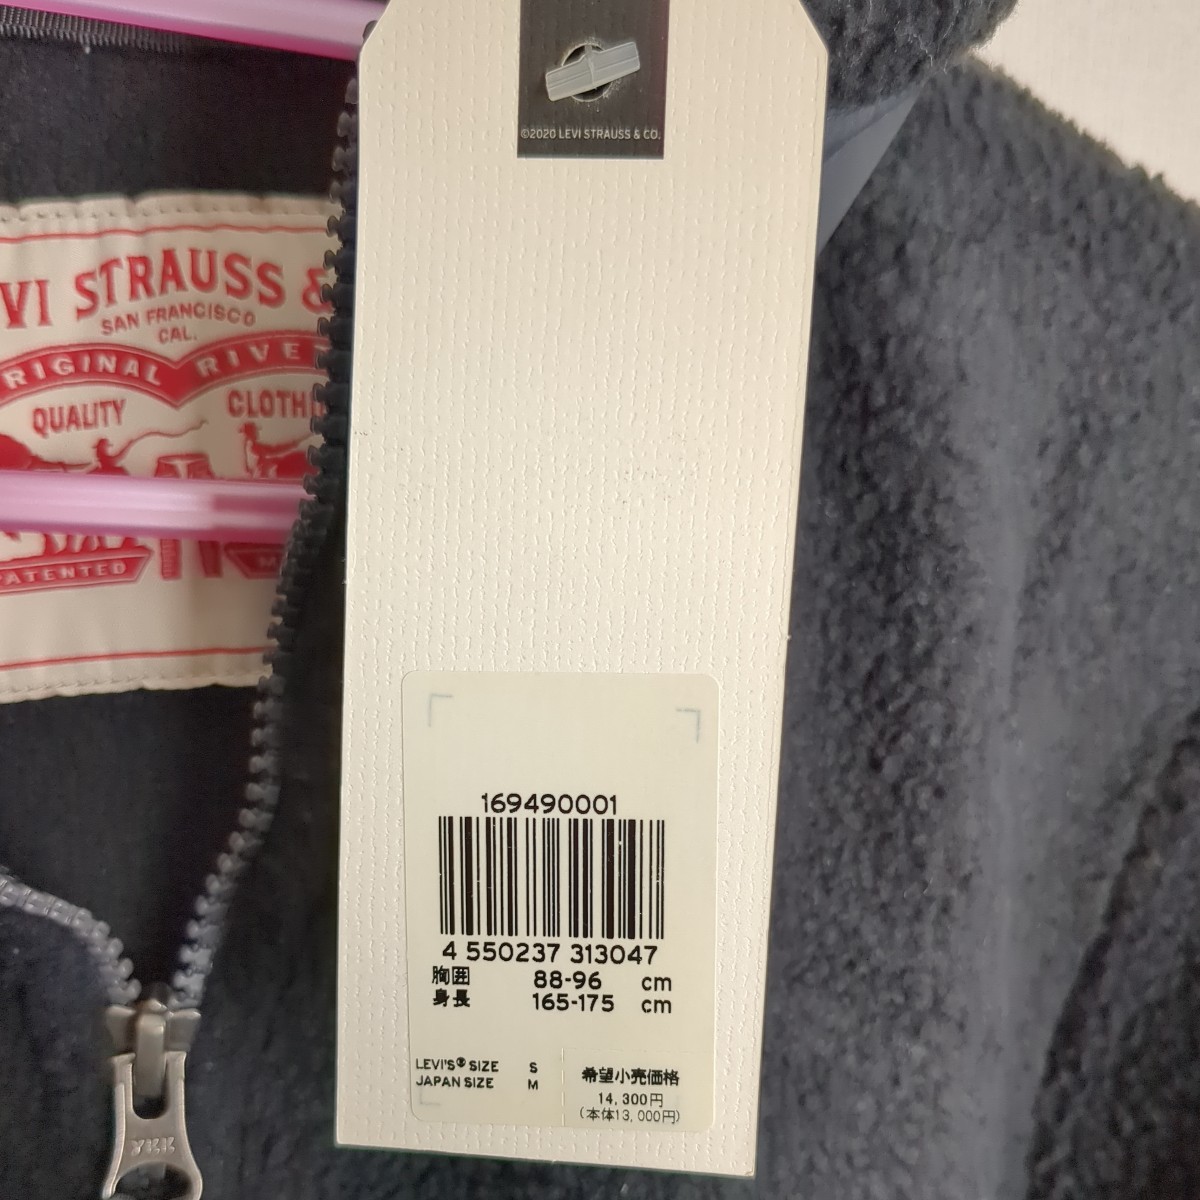 ©2020 LEVI STRAUSS & CO.
VI STRAUSS &
SAN FRANCISCO
CAL.
RIGINAL RIVE
QUALITY CLOTHI
PATENTED M
169490001
4 550237 313047
胸囲 88-96 cm
身長 165-175 cm
LEVI'S® SIZE S
JAPAN SIZE M
希望小売価格
14,300円
(本体13,000円)
YKK